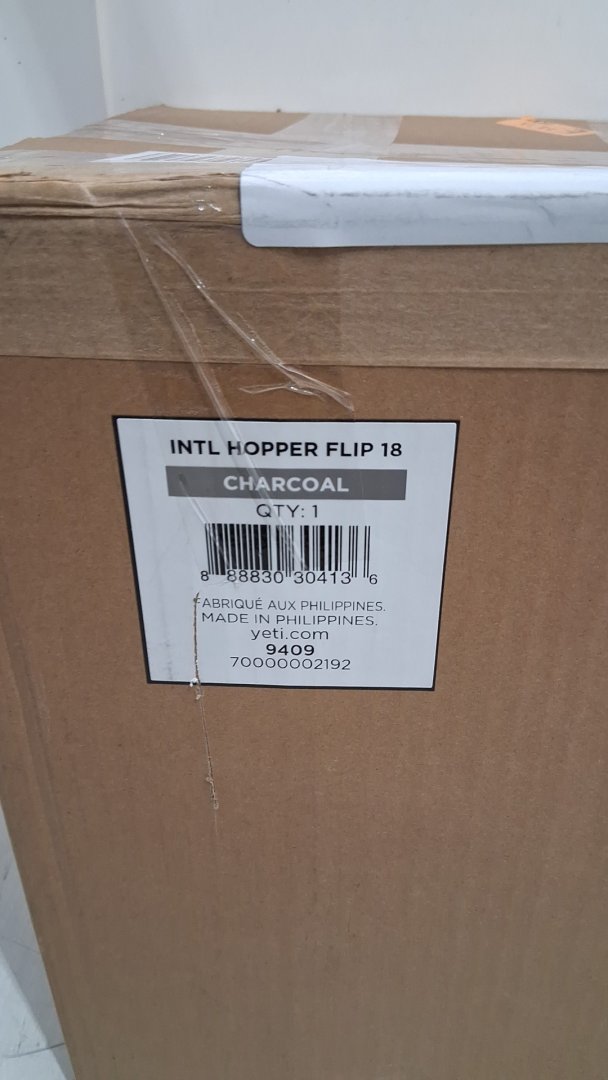 INTL HOPPER FLIP 18
CHARCOAL
QTY: 1
8 88830 30413 6
FABRIQUÉ AUX PHILIPPINES.
MADE IN PHILIPPINES.
yeti.com
9409
70000002192